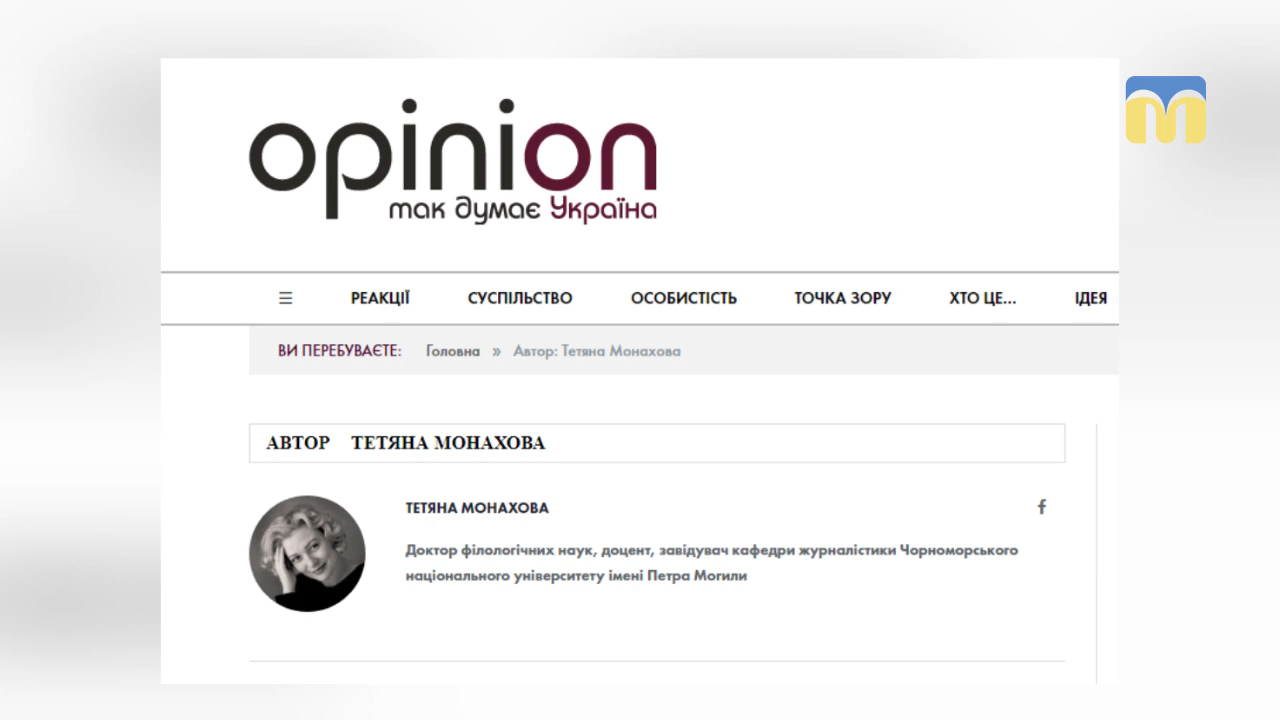 opinion
так думає Україна
РЕАКЦІЇ СУСПІЛЬСТВО ОСОБИСТІСТЬ ТОЧКА ЗОРУ ХТО ЦЕ... ІДЕЯ
ВИ ПЕРЕБУВАЄТЕ: Головна » Автор: Тетяна Монахова
АВТОР ТЕТЯНА МОНАХОВА
ТЕТЯНА МОНАХОВА
Доктор філологічних наук, доцент, завідувач кафедри журналістики Чорноморського
національного університету імені Петра Могили